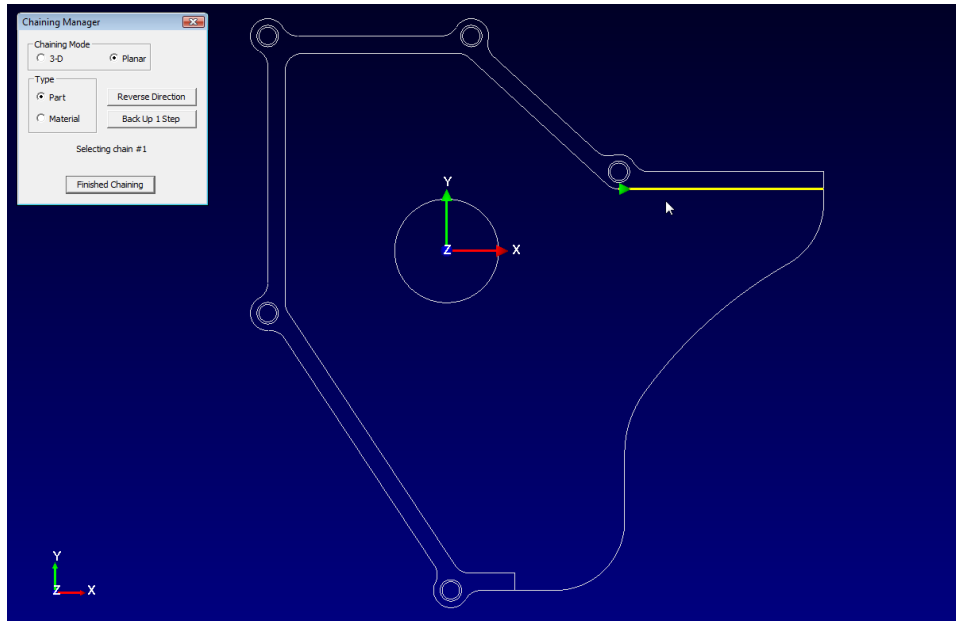 Chaining Manager
Chaining Mode
3-D Planar
Type
Part Reverse Direction
Material Back Up 1 Step
Selecting chain #1
Finished Chaining
Y
Z X
Y
Z X